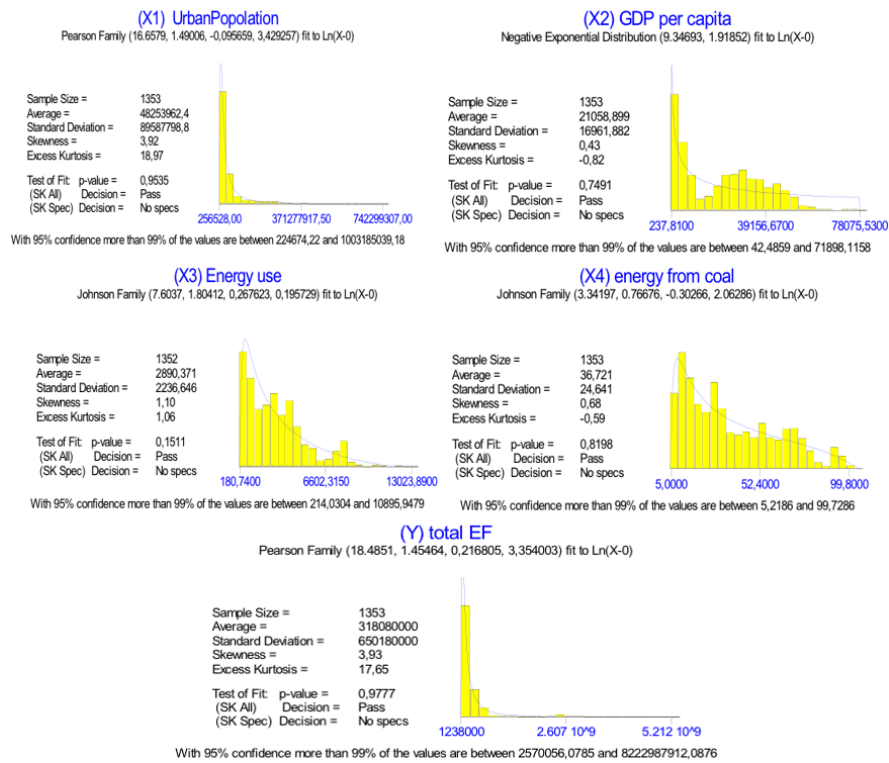 (X1) UrbanPopolation
Pearson Family (16.6579, 1.49006, -0,095659, 3,429257) fit to Ln(X-0)
Sample Size = 1353
Average = 48253962,4
Standard Deviation = 89587798,8
Skewness = 3,92
Excess Kurtosis = 18,97
Test of Fit: p-value = 0,9535
(SK All) Decision = Pass
(SK Spec) Decision = No specs
256528,00 371277917,50 742299307,00
With 95% confidence more than 99% of the values are between 224674,22 and 1003185039,18
(X2) GDP per capita
Negative Exponential Distribution (9.34693, 1.91852) fit to Ln(X-0)
Sample Size = 1353
Average = 21058,899
Standard Deviation = 16961,882
Skewness = 0,43
Excess Kurtosis = -0,82
Test of Fit: p-value = 0,7491
(SK All) Decision = Pass
(SK Spec) Decision = No specs
237,8100 39156,6700 78075,5300
With 95% confidence more than 99% of the values are between 42,4859 and 71898,1158
(X3) Energy use
Johnson Family (7.6037, 1.80412, 0,267623, 0,195729) fit to Ln(X-0)
Sample Size = 1352
Average = 2890,371
Standard Deviation = 2236,646
Skewness = 1,10
Excess Kurtosis = 1,06
Test of Fit: p-value = 0,1511
(SK All) Decision = Pass
(SK Spec) Decision = No specs
180,7400 6602,3150 13023,8900
With 95% confidence more than 99% of the values are between 214,0304 and 10895,9479
(X4) energy from coal
Johnson Family (3.34197, 0.76676, -0.30266, 2.06286) fit to Ln(X-0)
Sample Size = 1353
Average = 36,721
Standard Deviation = 24,641
Skewness = 0,68
Excess Kurtosis = -0,59
Test of Fit: p-value = 0,8198
(SK All) Decision = Pass
(SK Spec) Decision = No specs
5,0000 52,4000 99,8000
With 95% confidence more than 99% of the values are between 5,2186 and 99,7286
(Y) total EF
Pearson Family (18.4851, 1.45464, 0,216805, 3,354003) fit to Ln(X-0)
Sample Size = 1353
Average = 318080000
Standard Deviation = 650180000
Skewness = 3,93
Excess Kurtosis = 17,65
Test of Fit: p-value = 0,9777
(SK All) Decision = Pass
(SK Spec) Decision = No specs
1238000 2.607 10^9 5.212 10^9
With 95% confidence more than 99% of the values are between 2570056,0785 and 8222987912,0876